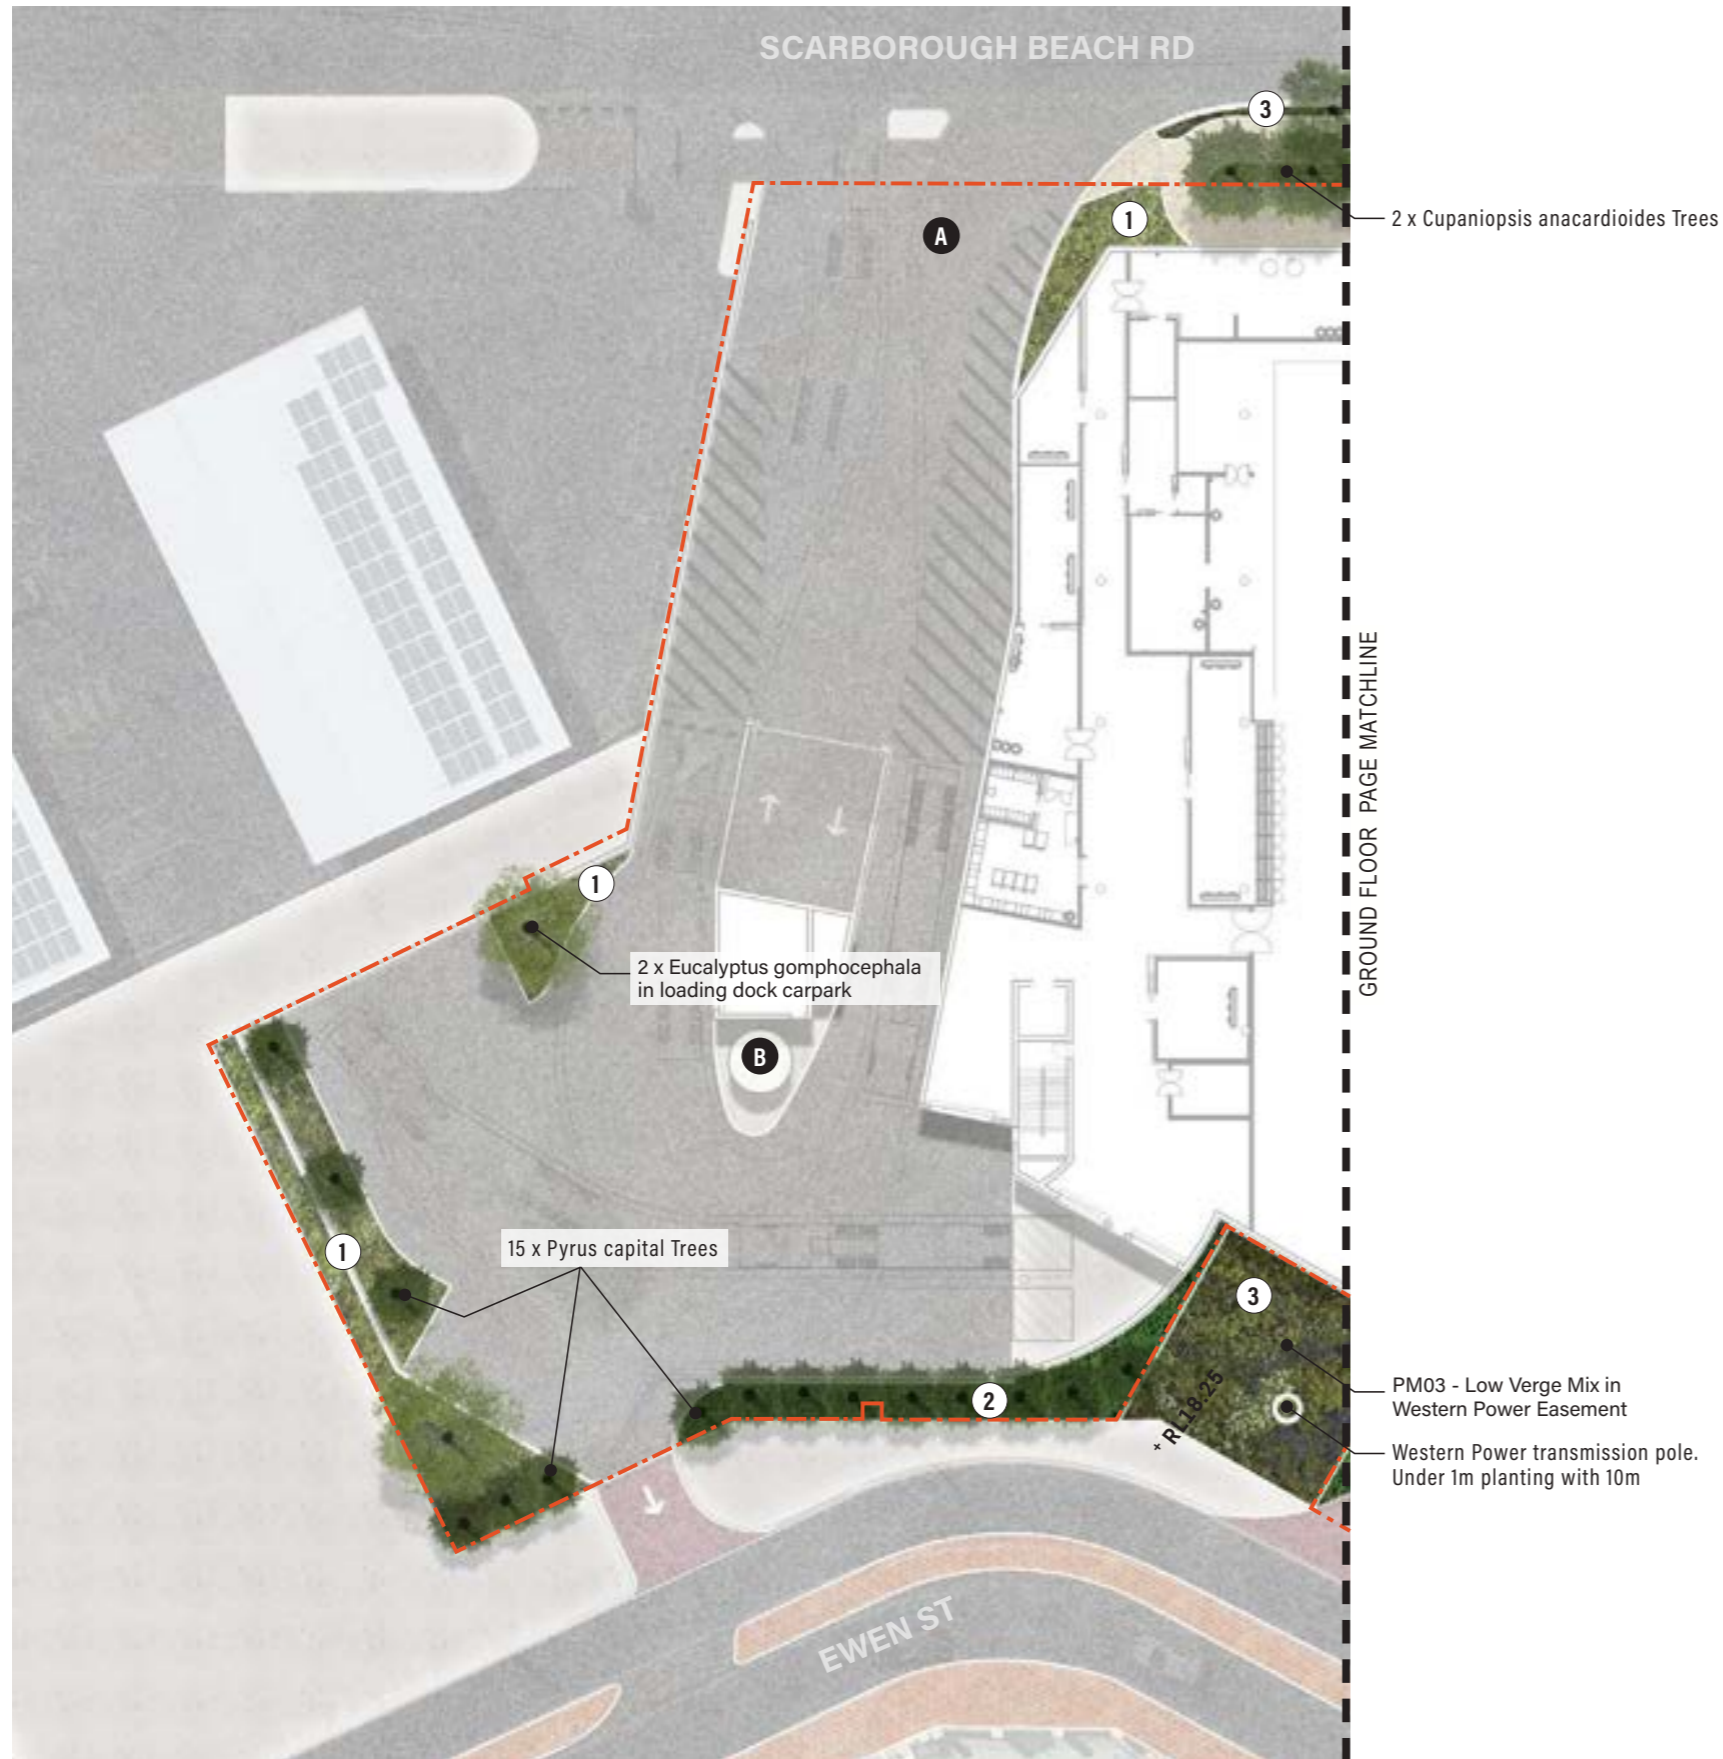 SCARBOROUGH BEACH RD
3
2 x Cupaniopsis anacardioides Trees
1
A
GROUND FLOOR PAGE MATCHLINE
1
2 x Eucalyptus gomphocephala
in loading dock carpark
B
15 x Pyrus capital Trees
1
3
2
+ RL18.25
PM03 - Low Verge Mix in
Western Power Easement
Western Power transmission pole.
Under 1m planting with 10m
EWEN ST